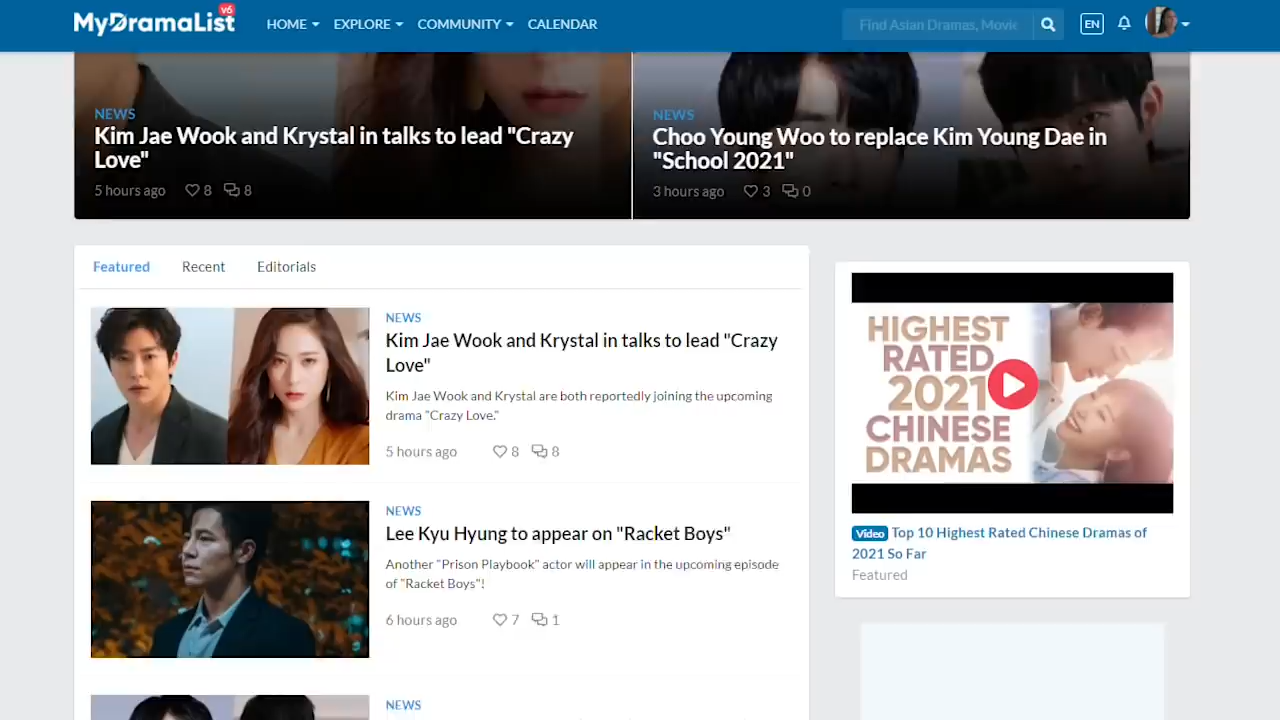 MyDramaList v6
HOME EXPLORE COMMUNITY CALENDAR
Find Asian Dramas, Movie
EN
NEWS
Kim Jae Wook and Krystal in talks to lead "Crazy
Love"
5 hours ago 8 8
NEWS
Choo Young Woo to replace Kim Young Dae in
"School 2021"
3 hours ago 3 0
Featured Recent Editorials
NEWS
Kim Jae Wook and Krystal in talks to lead "Crazy
Love"
Kim Jae Wook and Krystal are both reportedly joining the upcoming
drama "Crazy Love."
5 hours ago 8 8
NEWS
Lee Kyu Hyung to appear on "Racket Boys"
Another "Prison Playbook" actor will appear in the upcoming episode
of "Racket Boys"!
6 hours ago 7 1
NEWS
HIGHEST
RATED
2021
CHINESE
DRAMAS
Video Top 10 Highest Rated Chinese Dramas of
2021 So Far
Featured